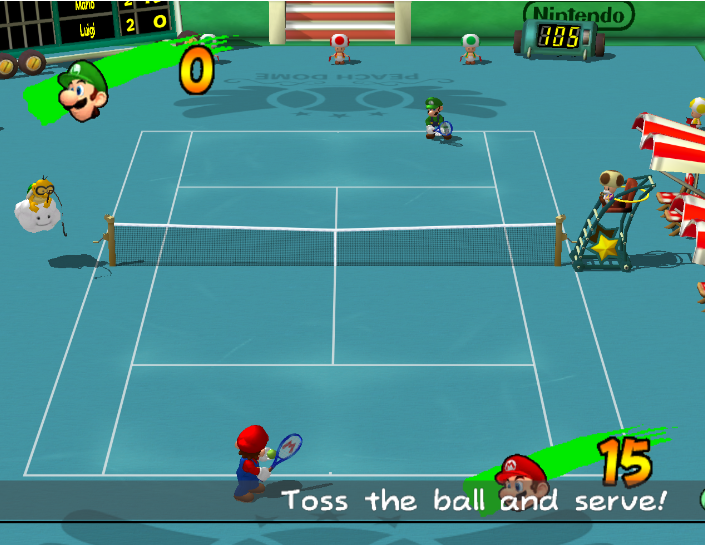 Mario 2
Luigi 2 0
Nintendo
105
0
PEACH DOME
15
Toss the ball and serve!